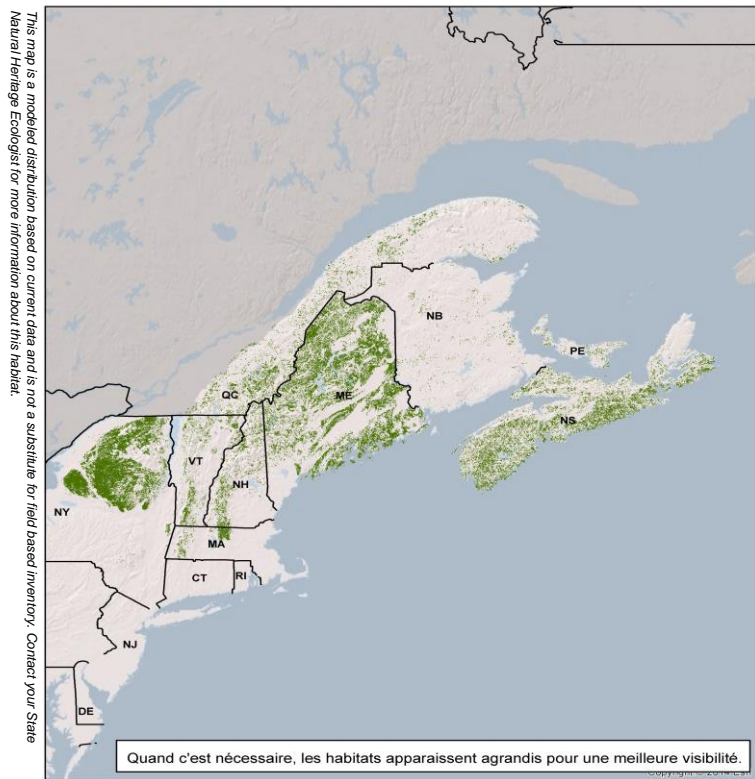 This map is a modeled distribution based on current data and is not a substitute for field based inventory. Contact your State
Natural Heritage Ecologist for more information about this habitat.
NB
PE
QC
ME
NS
VT
NH
NY
MA
CT
RI
NJ
DE
Quand c'est nécessaire, les habitats apparaissent agrandis pour une meilleure visibilité.